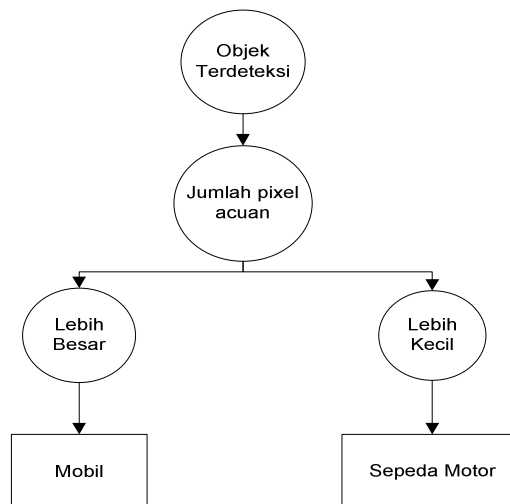 Objek
Terdeteksi
Jumlah pixel
acuan
Lebih
Besar
Lebih
Kecil
Mobil
Sepeda Motor